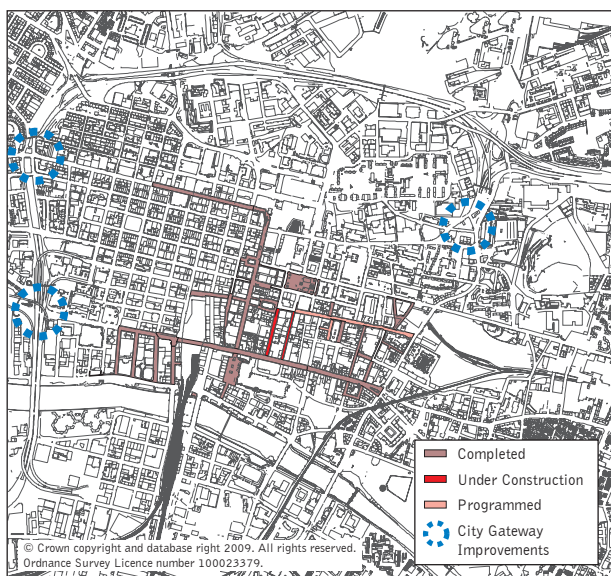 Completed
Under Construction
Programmed
City Gateway
Improvements
© Crown copyright and database right 2009. All rights reserved.
Ordnance Survey Licence number 100023379.